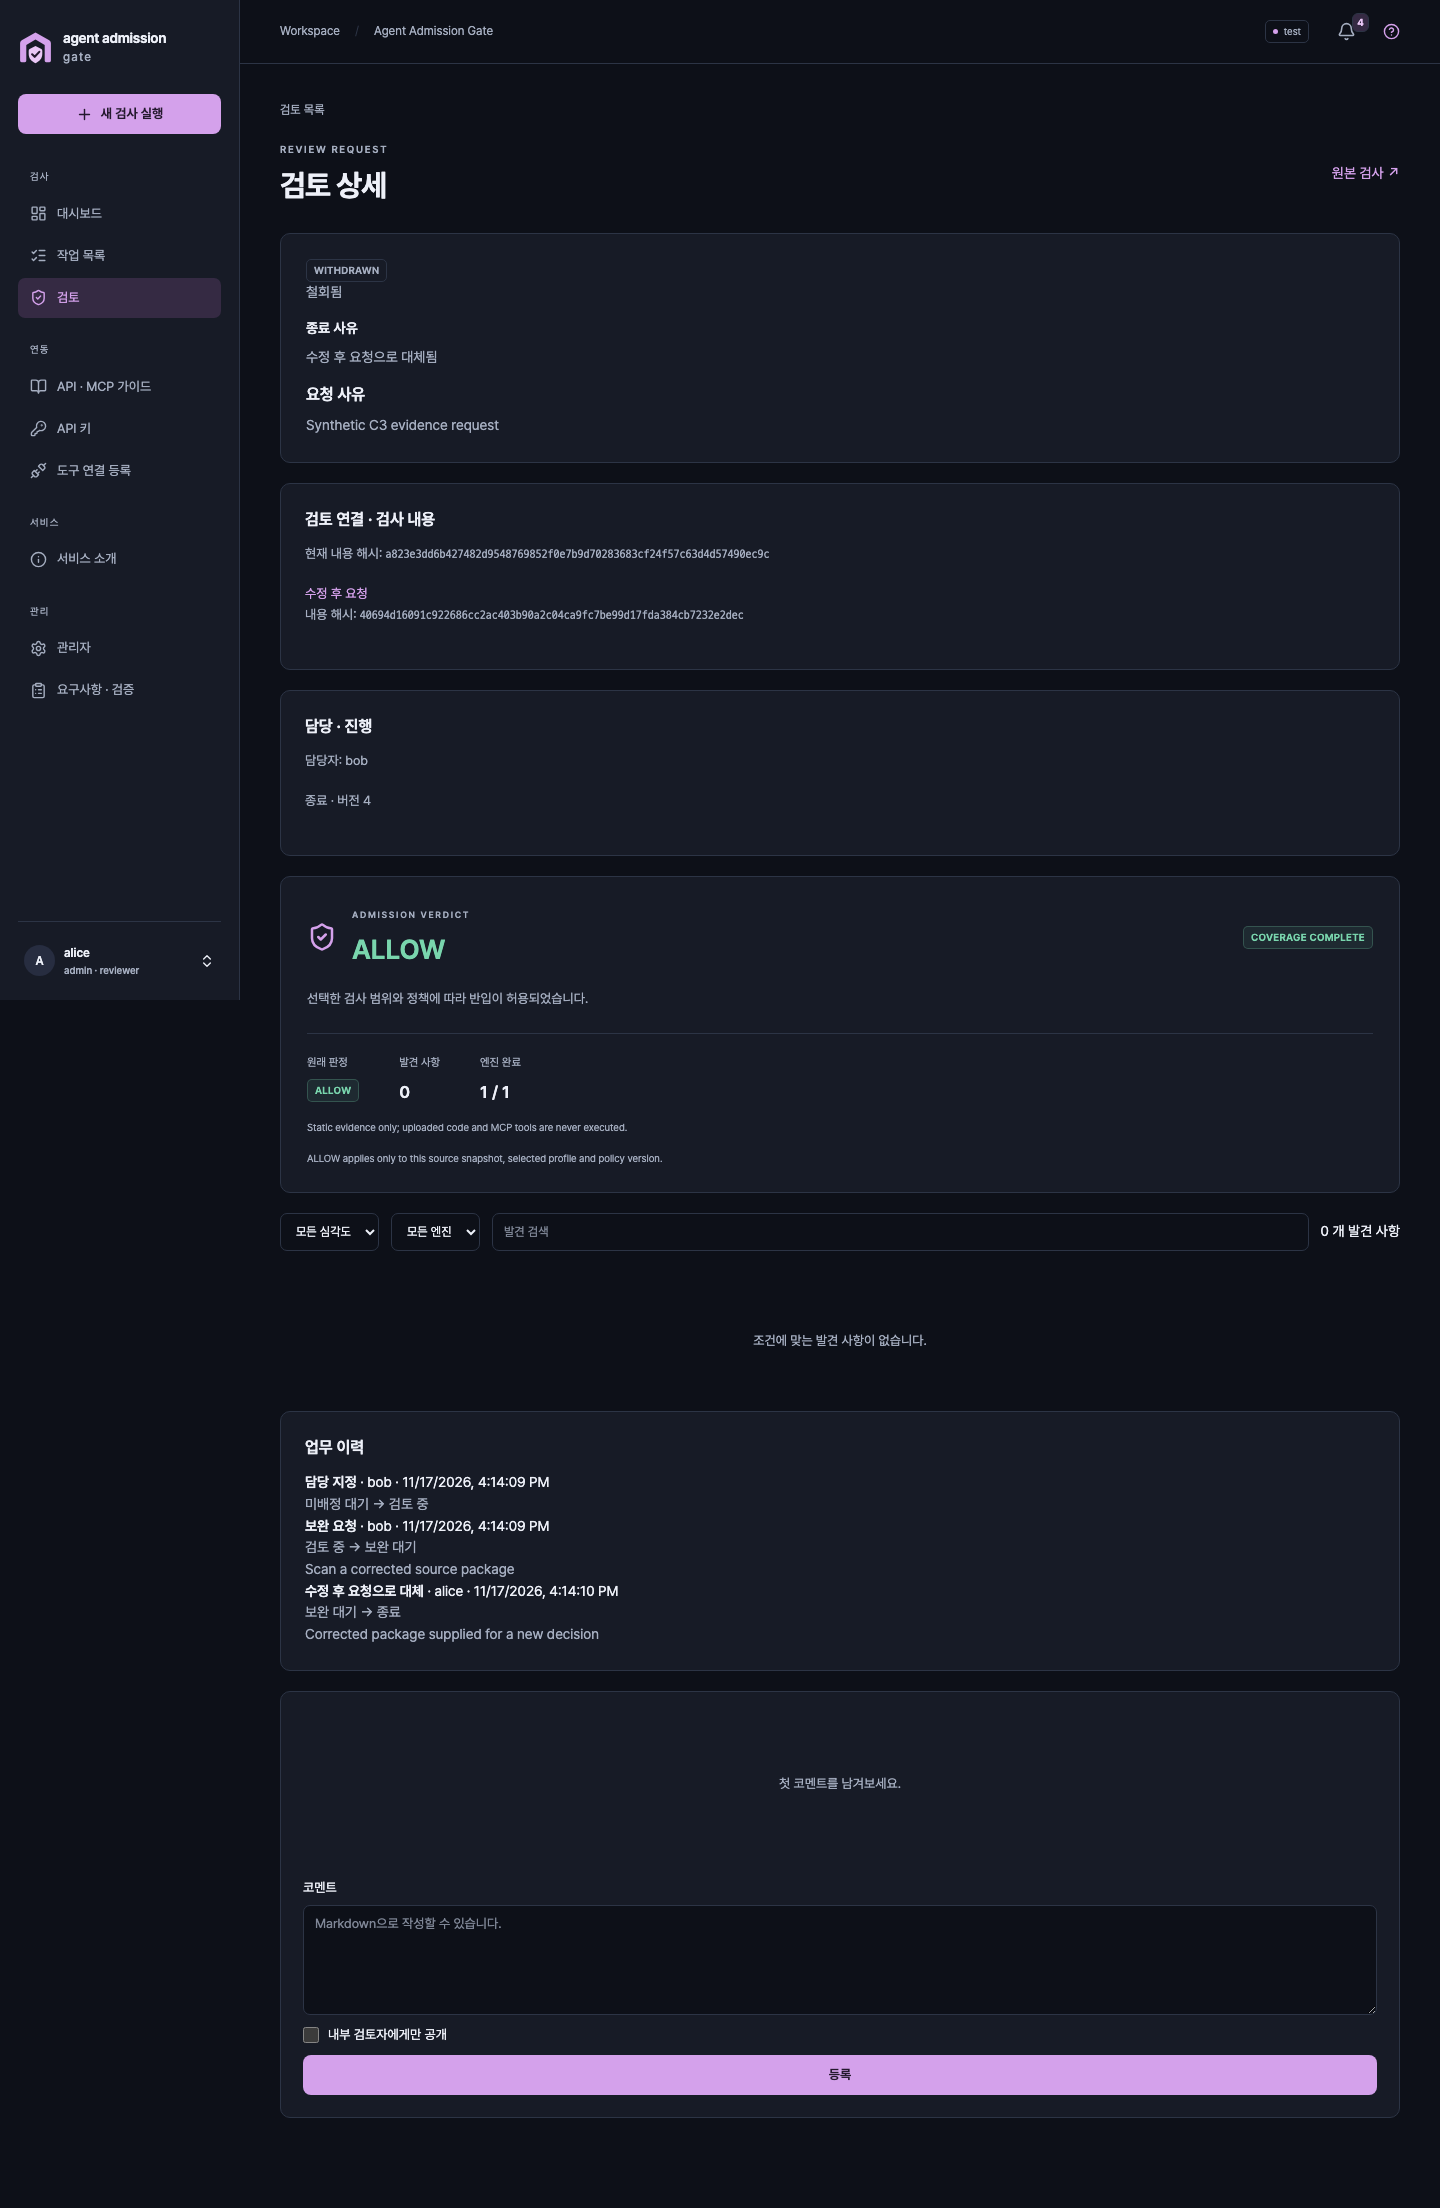 agent admission
gate
새 검사 실행
검사
대시보드
작업 목록
검토
연동
API · MCP 가이드
API 키
도구 연결 등록
서비스
서비스 소개
관리
관리자
요구사항 · 검증
A
alice
admin · reviewer
Workspace / Agent Admission Gate
test
4
검토 목록
REVIEW REQUEST
검토 상세
원본 검사 ↗
WITHDRAWN
철회됨
종료 사유
수정 후 요청으로 대체됨
요청 사유
Synthetic C3 evidence request
검토 연결 · 검사 내용
현재 내용 해시: a823e3dd6b427482d9548769852f0e7b9d70283683cf24f57c63d4d57490ec9c
수정 후 요청
내용 해시: 40694d16091c922686cc2ac403b90a2c04ca9fc7be99d17fda384cb7232e2dec
담당 · 진행
담당자: bob
종료 · 버전 4
ADMISSION VERDICT
ALLOW
COVERAGE COMPLETE
선택한 검사 범위와 정책에 따라 반입이 허용되었습니다.
원래 판정
ALLOW
발견 사항
0
엔진 완료
1 / 1
Static evidence only; uploaded code and MCP tools are never executed.
ALLOW applies only to this source snapshot, selected profile and policy version.
모든 심각도
모든 엔진
발견 검색
0 개 발견 사항
조건에 맞는 발견 사항이 없습니다.
업무 이력
담당 지정 · bob · 11/17/2026, 4:14:09 PM
미배정 대기 → 검토 중
보완 요청 · bob · 11/17/2026, 4:14:09 PM
검토 중 → 보완 대기
Scan a corrected source package
수정 후 요청으로 대체 · alice · 11/17/2026, 4:14:10 PM
보완 대기 → 종료
Corrected package supplied for a new decision
첫 코멘트를 남겨보세요.
코멘트
Markdown으로 작성할 수 있습니다.
내부 검토자에게만 공개
등록